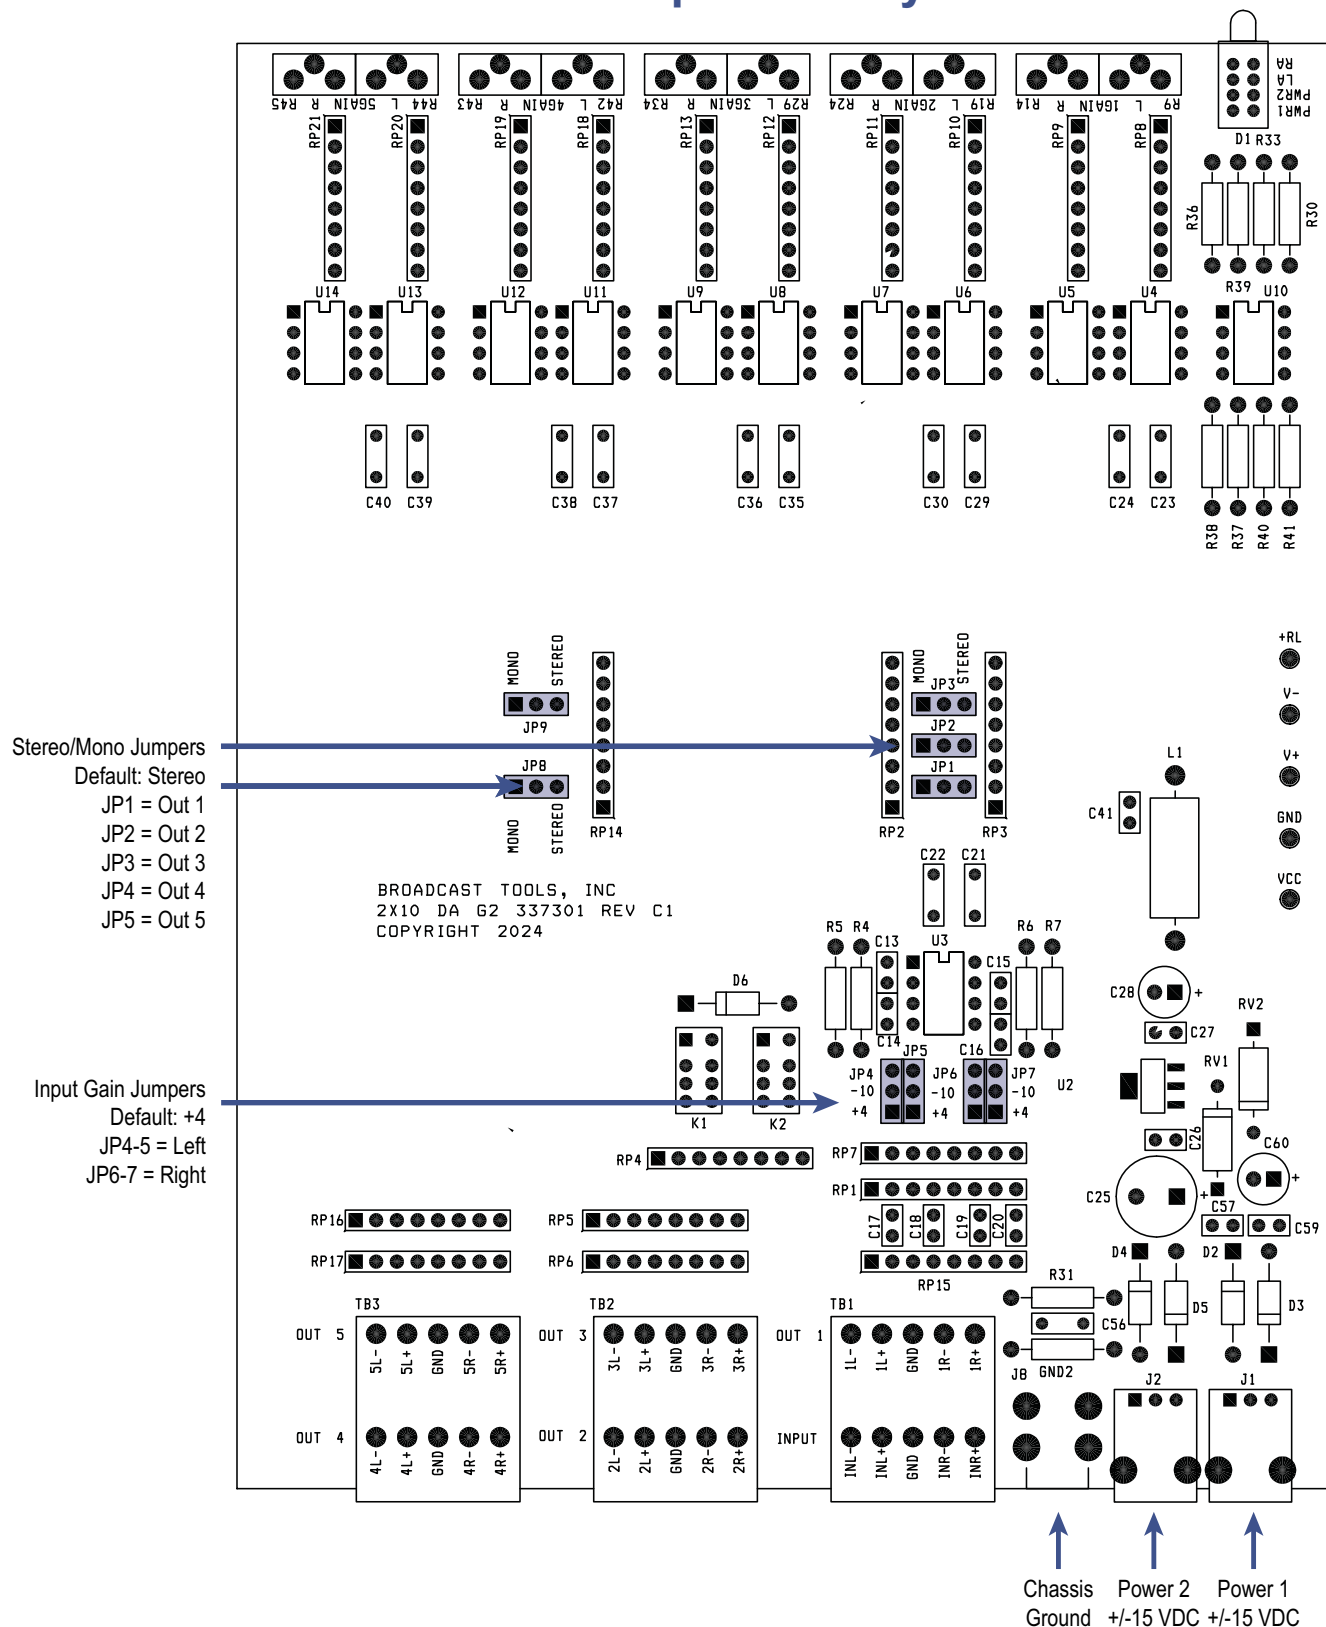 R45 R 5GAIN L R44
R43 R 4GAIN L R42
R34 R 3GAIN L R29
R24 R 2GAIN L R19
R14 R 1GAIN L R9
RA
LA
PWR2
PWR1
D1 R33
RP21
RP20
RP19
RP18
RP13
RP12
RP11
RP10
RP9
RP8
R36
R30
R39
U14
U13
U12
U11
U9
U8
U7
U6
U5
U4
U10
C40
C39
C38
C37
C36
C35
C30
C29
C24
C23
R38
R37
R40
R41
MONO
STEREO
JP9
JP8
MONO
STEREO
RP14
MONO
STEREO
JP3
JP2
JP1
RP2
RP3
+RL
V-
V+
GND
VCC
L1
C41
Stereo/Mono Jumpers
Default: Stereo
JP1 = Out 1
JP2 = Out 2
JP3 = Out 3
JP4 = Out 4
JP5 = Out 5
BROADCAST TOOLS, INC
2X10 DA G2 337301 REV C1
COPYRIGHT 2024
C22
C21
R5
R4
C13
U3
C15
R6
R7
C14
C16
D6
K1
K2
JP4
JP5
JP6
JP7
-10
-10
-10
+4
+4
+4
U2
C28
+
C27
RV2
RV1
C26
C60
+
C25
+
C57
C59
Input Gain Jumpers
Default: +4
JP4-5 = Left
JP6-7 = Right
RP4
RP7
RP1
RP16
RP5
C17
C18
C19
C20
RP17
RP6
RP15
R31
C56
GND2
D4
D5
D2
D3
TB3
OUT 5
5L-
5L+
GND
5R-
5R+
OUT 4
4L-
4L+
GND
4R-
4R+
TB2
OUT 3
3L-
3L+
GND
3R-
3R+
OUT 2
2L-
2L+
GND
2R-
2R+
TB1
OUT 1
1L-
1L+
GND
1R-
1R+
INPUT
INL-
INL+
GND
INR-
INR+
J8
J2
J1
Chassis
Ground
Power 2
+/-15 VDC
Power 1
+/-15 VDC